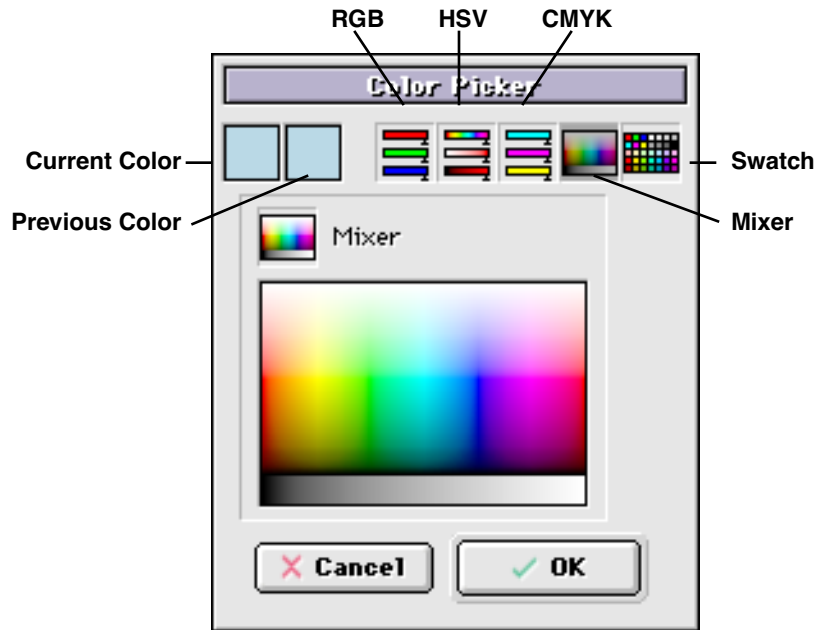 RGB HSV CMYK
Color Picker
Current Color
Swatch
Previous Color
Mixer
Mixer
Cancel
OK